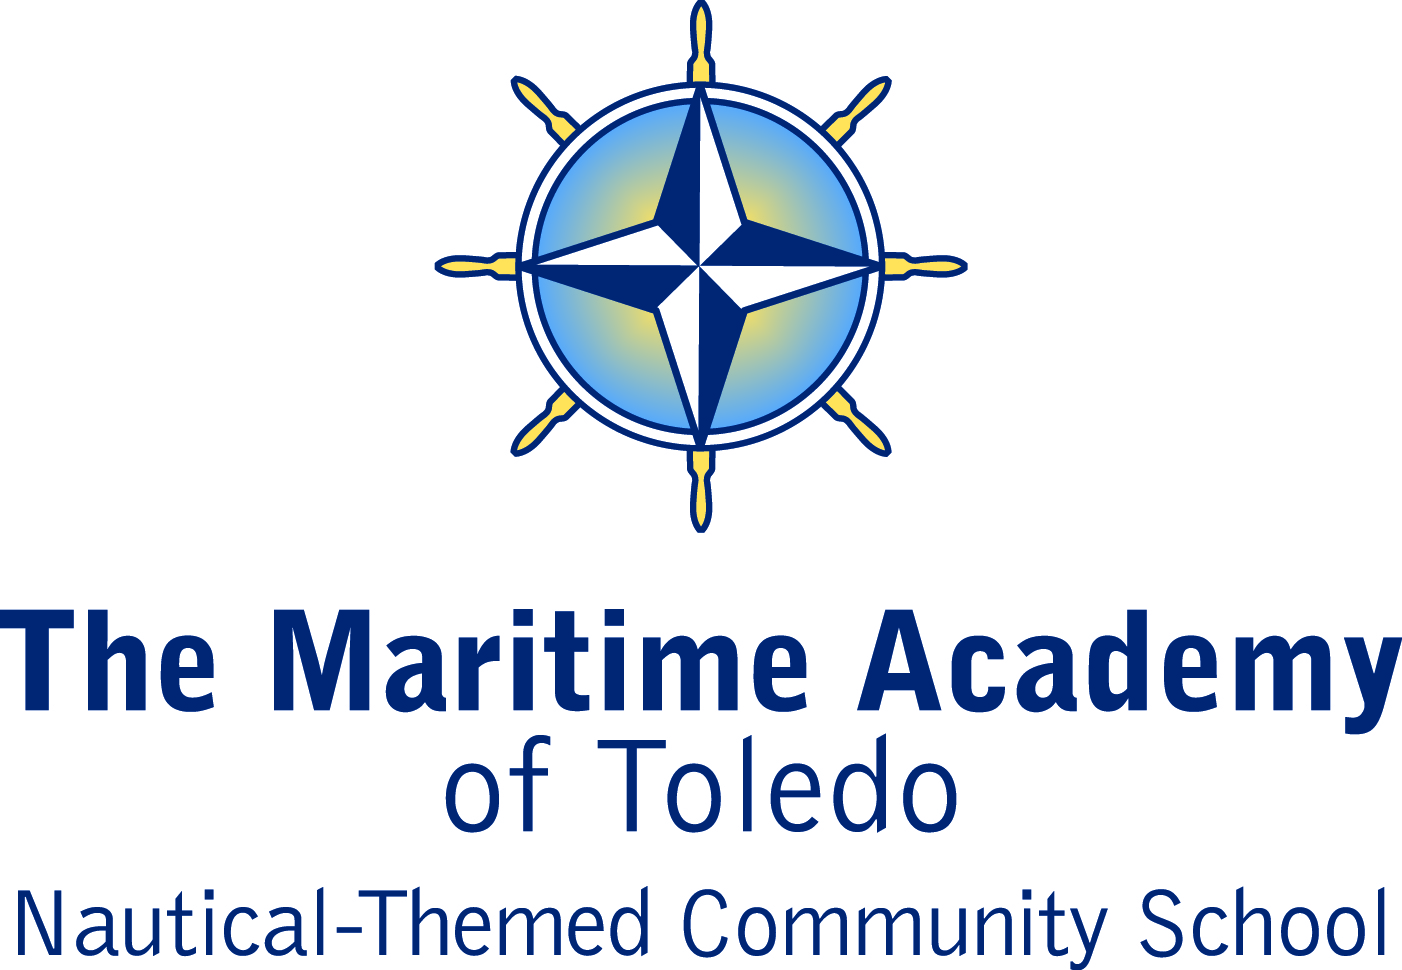 The Maritime Academy
of Toledo
Nautical-Themed Community School